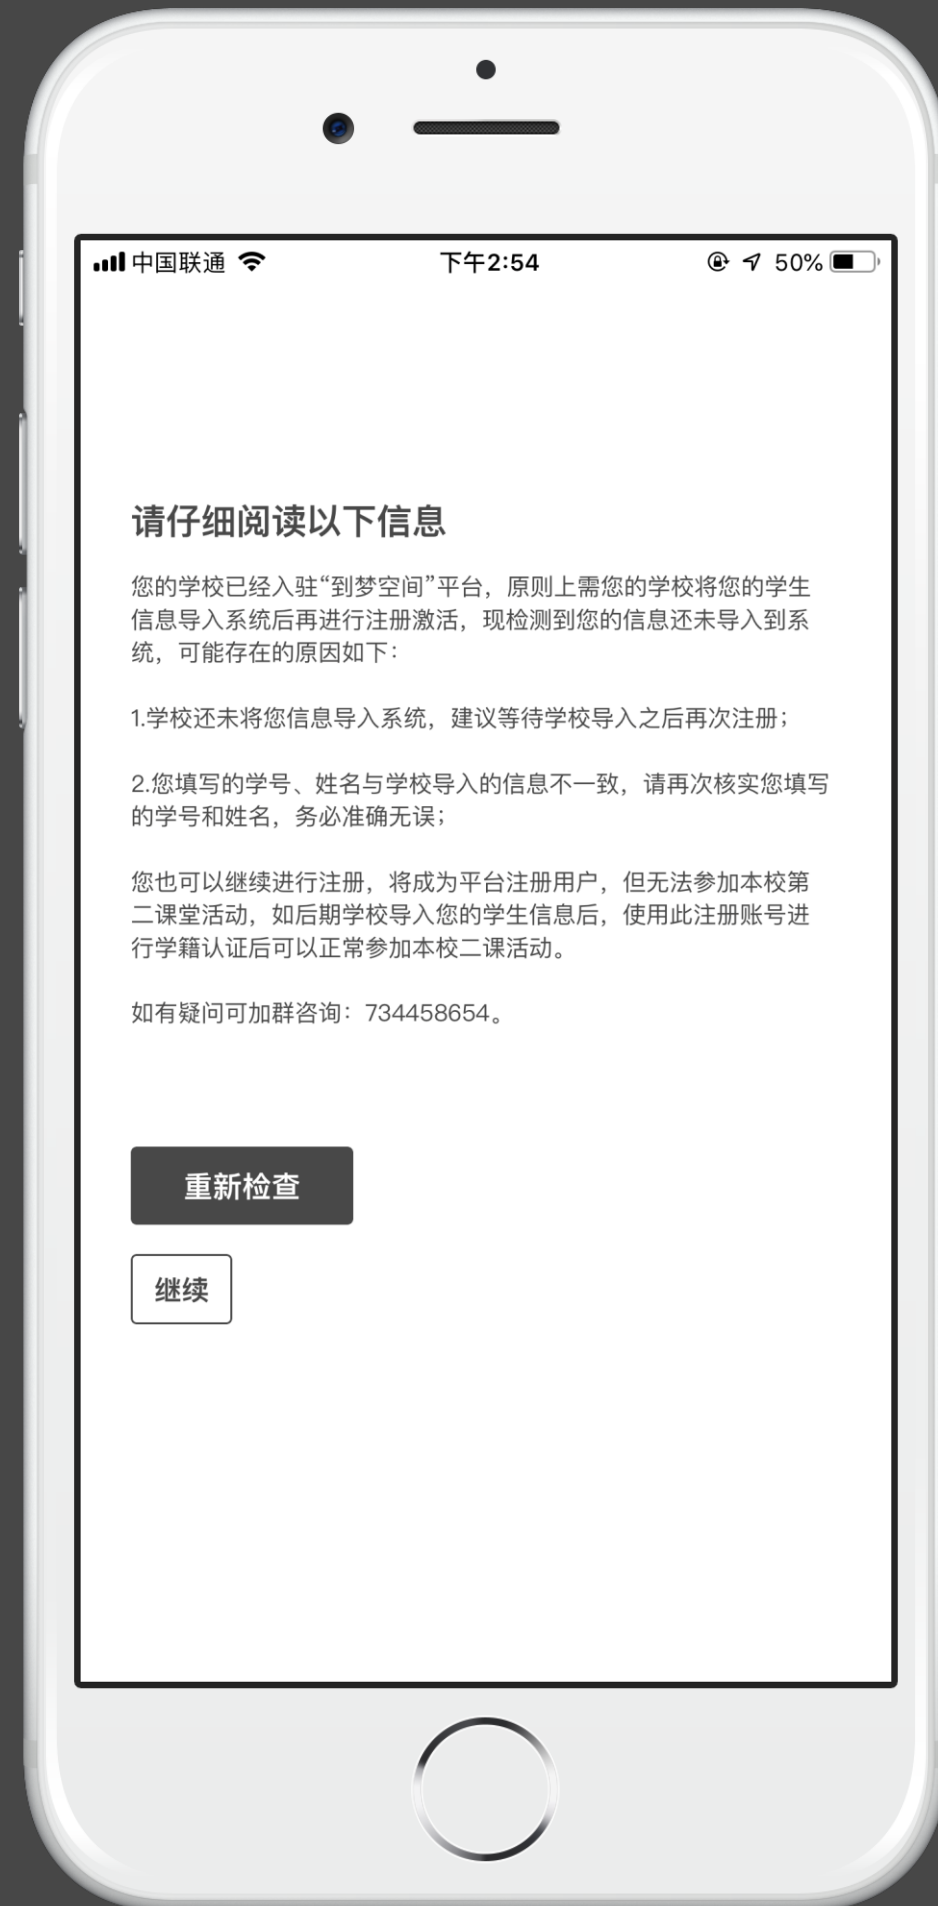 中国联通 下午2:54 50%
请仔细阅读以下信息
您的学校已经入驻“到梦空间”平台，原则上需您的学校将您的学生
信息导入系统后再进行注册激活，现检测到您的信息还未导入到系
统，可能存在的原因如下：
1.学校还未将您信息导入系统，建议等待学校导入之后再次注册；
2.您填写的学号、姓名与学校导入的信息不一致，请再次核实您填写
的学号和姓名，务必准确无误；
您也可以继续进行注册，将成为平台注册用户，但无法参加本校第
二课堂活动，如后期学校导入您的学生信息后，使用此注册账号进
行学籍认证后可以正常参加本校二课活动。
如有疑问可加群咨询：734458654。
重新检查
继续